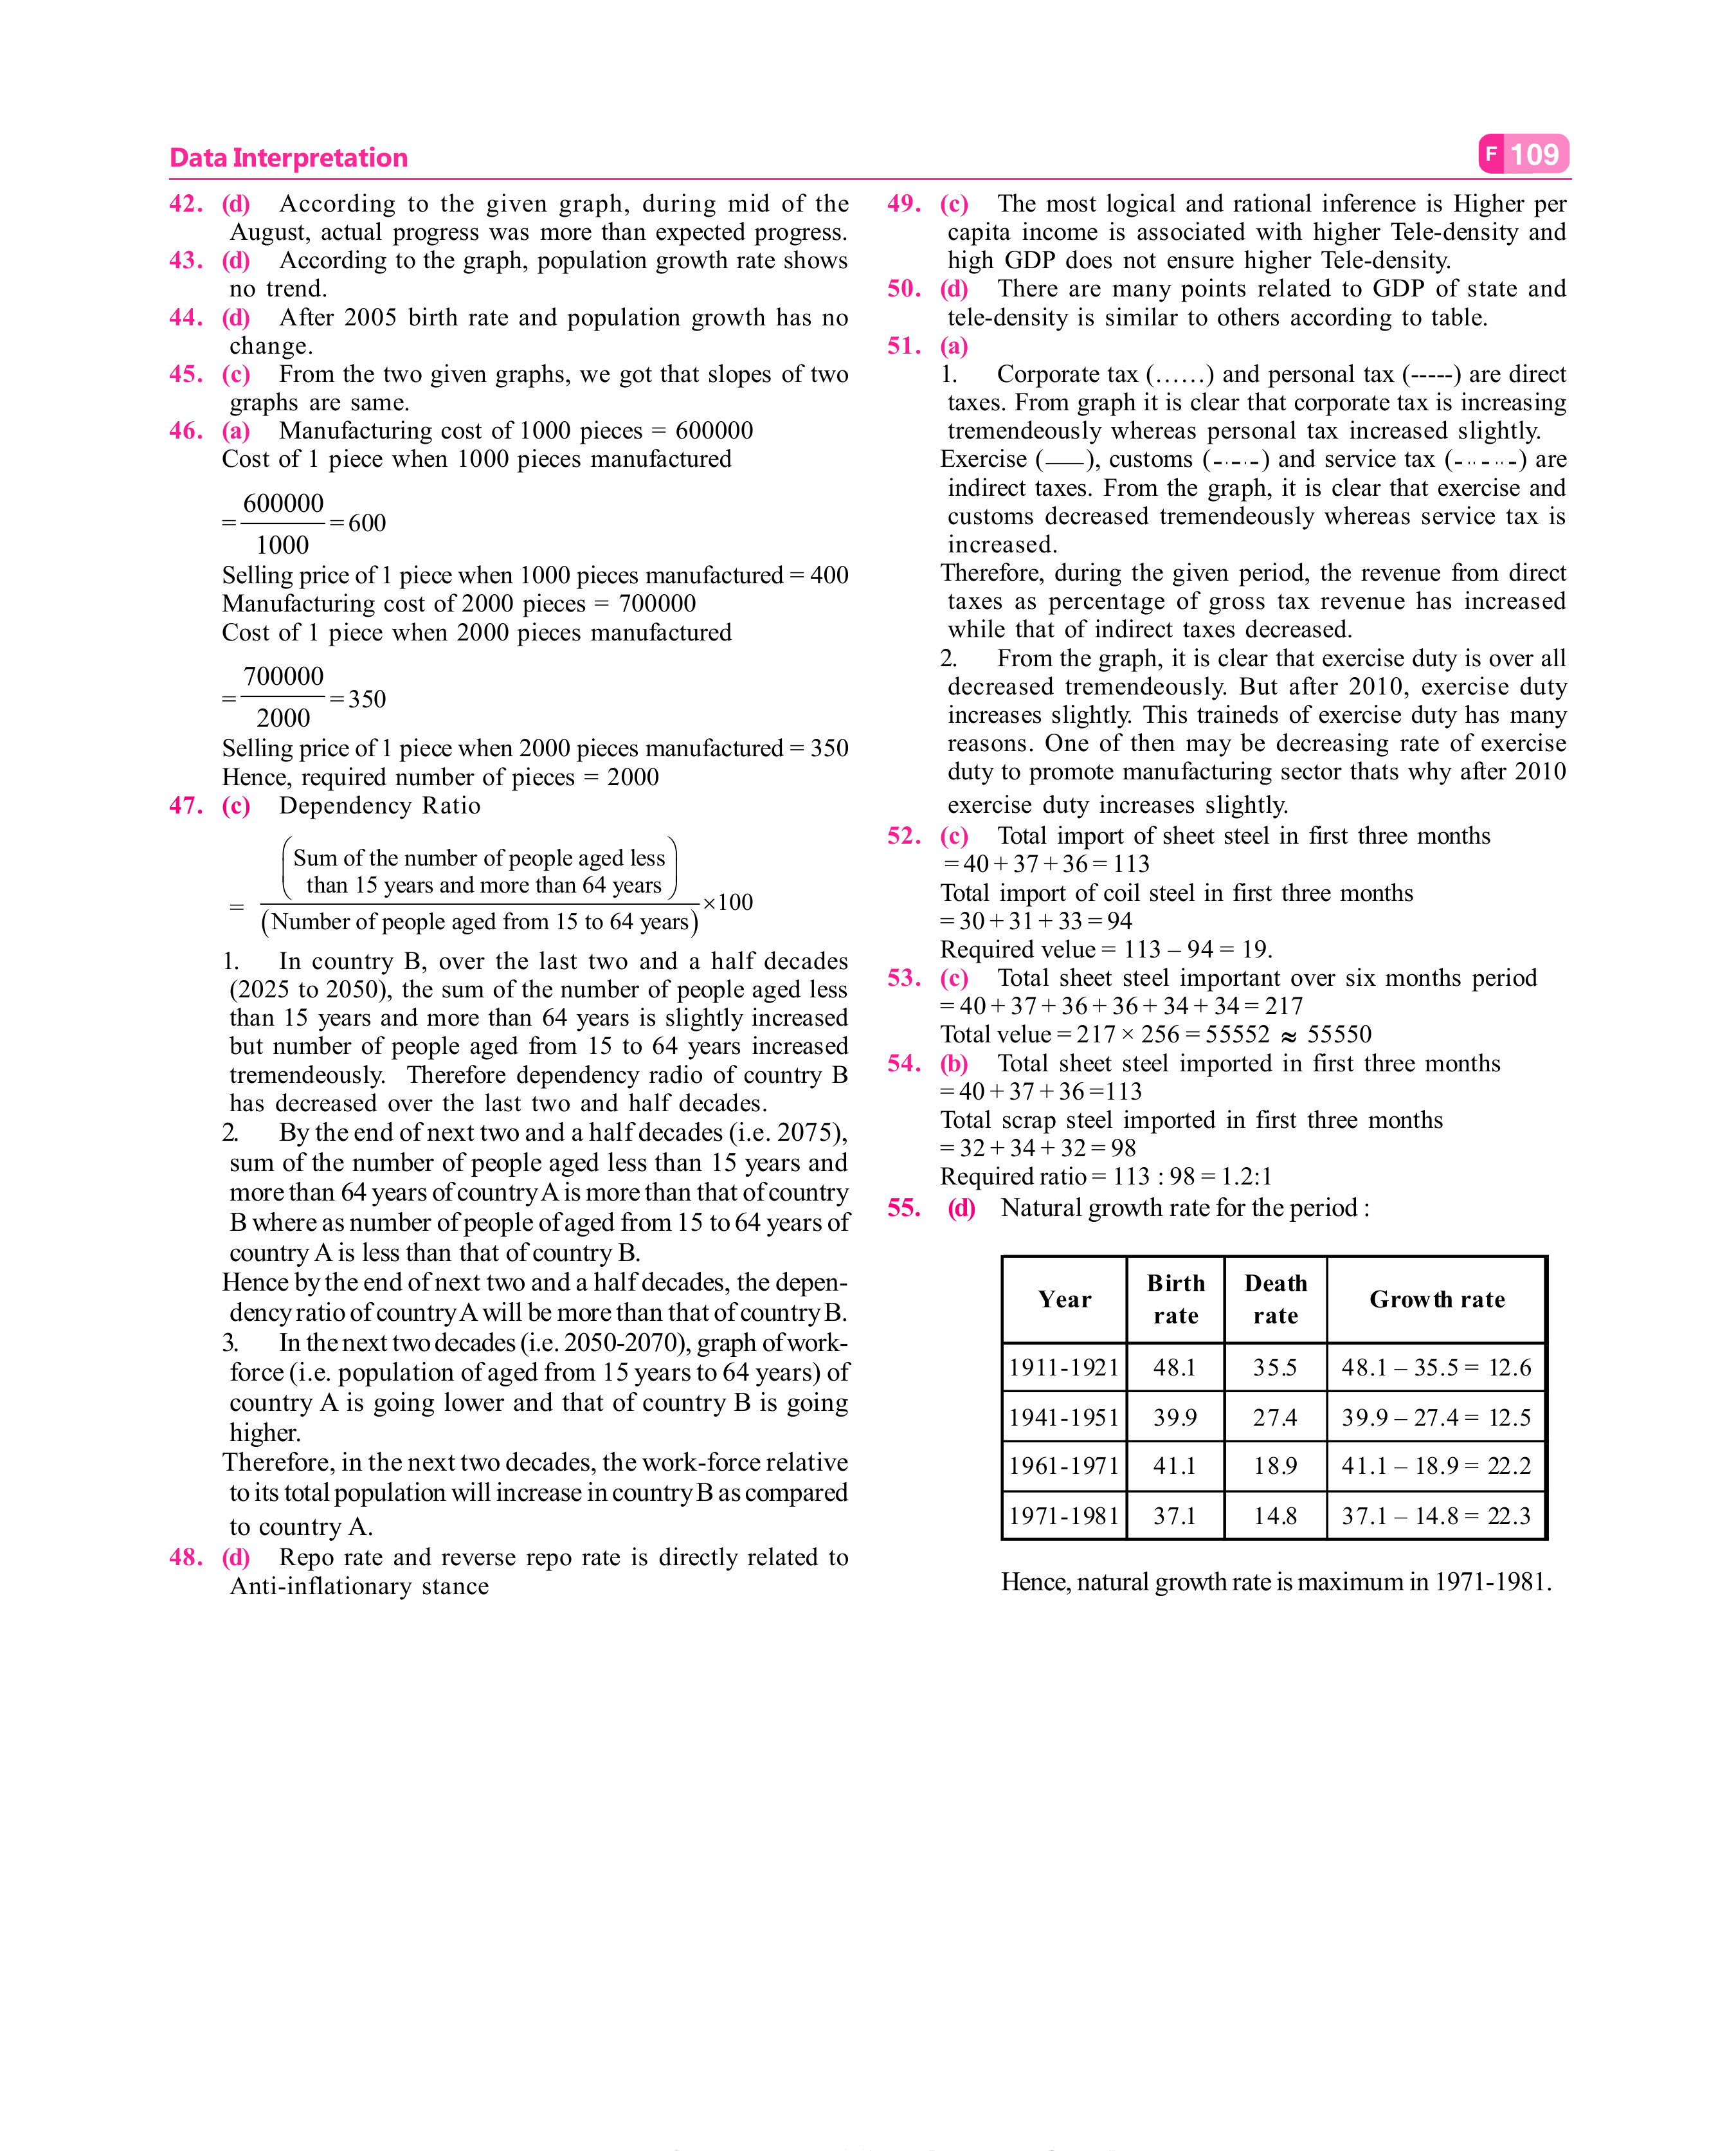 Data Interpretation
F 109
42. (d) According to the given graph, during mid of the
August, actual progress was more than expected progress.
43. (d) According to the graph, population growth rate shows
no trend.
44. (d) After 2005 birth rate and population growth has no
change.
45. (c) From the two given graphs, we got that slopes of two
graphs are same.
46. (a) Manufacturing cost of 1000 pieces = 600000
Cost of 1 piece when 1000 pieces manufactured
= 600000/1000 = 600
Selling price of 1 piece when 1000 pieces manufactured = 400
Manufacturing cost of 2000 pieces = 700000
Cost of 1 piece when 2000 pieces manufactured
= 700000/2000 = 350
Selling price of 1 piece when 2000 pieces manufactured = 350
Hence, required number of pieces = 2000
47. (c) Dependency Ratio
(Sum of the number of people aged less
than 15 years and more than 64 years)
= ×100
(Number of people aged from 15 to 64 years)
1. In country B, over the last two and a half decades
(2025 to 2050), the sum of the number of people aged less
than 15 years and more than 64 years is slightly increased
but number of people aged from 15 to 64 years increased
tremendeously. Therefore dependency radio of country B
has decreased over the last two and half decades.
2. By the end of next two and a half decades (i.e. 2075),
sum of the number of people aged less than 15 years and
more than 64 years of country A is more than that of country
B where as number of people of aged from 15 to 64 years of
country A is less than that of country B.
Hence by the end of next two and a half decades, the depen-
dency ratio of country A will be more than that of country B.
3. In the next two decades (i.e. 2050-2070), graph of work-
force (i.e. population of aged from 15 years to 64 years) of
country A is going lower and that of country B is going
higher.
Therefore, in the next two decades, the work-force relative
to its total population will increase in country B as compared
to country A.
48. (d) Repo rate and reverse repo rate is directly related to
Anti-inflationary stance
49. (c) The most logical and rational inference is Higher per
capita income is associated with higher Tele-density and
high GDP does not ensure higher Tele-density.
50. (d) There are many points related to GDP of state and
tele-density is similar to others according to table.
51. (a)
1. Corporate tax (......) and personal tax (-----) are direct
taxes. From graph it is clear that corporate tax is increasing
tremendeously whereas personal tax increased slightly.
Exercise (___), customs (-·-·-) and service tax (-··-··-) are
indirect taxes. From the graph, it is clear that exercise and
customs decreased tremendeously whereas service tax is
increased.
Therefore, during the given period, the revenue from direct
taxes as percentage of gross tax revenue has increased
while that of indirect taxes decreased.
2. From the graph, it is clear that exercise duty is over all
decreased tremendeously. But after 2010, exercise duty
increases slightly. This traineds of exercise duty has many
reasons. One of then may be decreasing rate of exercise
duty to promote manufacturing sector thats why after 2010
exercise duty increases slightly.
52. (c) Total import of sheet steel in first three months
= 40 + 37 + 36 = 113
Total import of coil steel in first three months
= 30 + 31 + 33 = 94
Required velue = 113 – 94 = 19.
53. (c) Total sheet steel important over six months period
= 40 + 37 + 36 + 36 + 34 + 34 = 217
Total velue = 217 × 256 = 55552 ≈ 55550
54. (b) Total sheet steel imported in first three months
= 40 + 37 + 36 =113
Total scrap steel imported in first three months
= 32 + 34 + 32 = 98
Required ratio = 113 : 98 = 1.2:1
55. (d) Natural growth rate for the period :
Year Birth rate Death rate Growth rate
1911-1921 48.1 35.5 48.1 – 35.5 = 12.6
1941-1951 39.9 27.4 39.9 – 27.4 = 12.5
1961-1971 41.1 18.9 41.1 – 18.9 = 22.2
1971-1981 37.1 14.8 37.1 – 14.8 = 22.3
Hence, natural growth rate is maximum in 1971-1981.